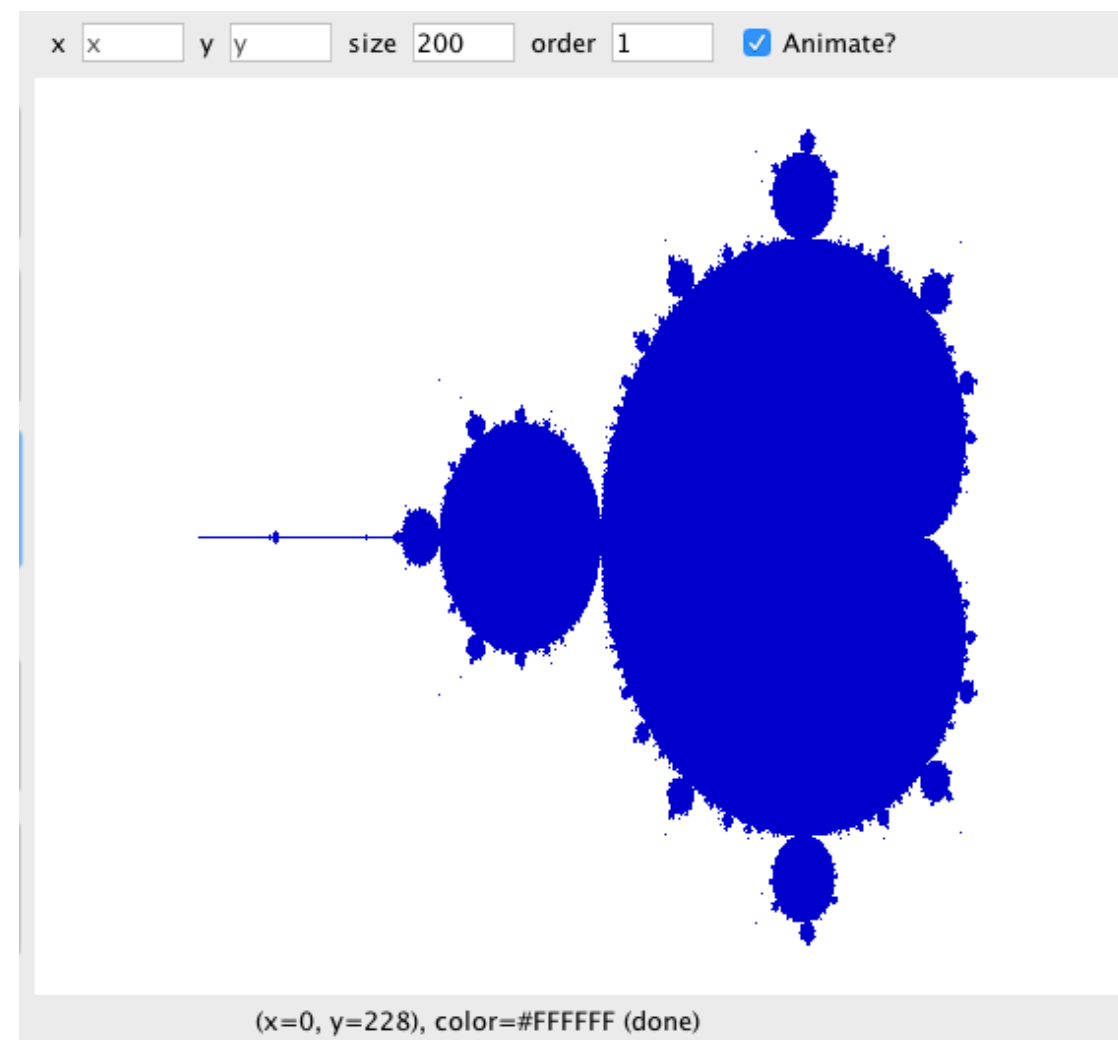 x x y y size 200 order 1 Animate?
(x=0, y=228), color=#FFFFFF (done)